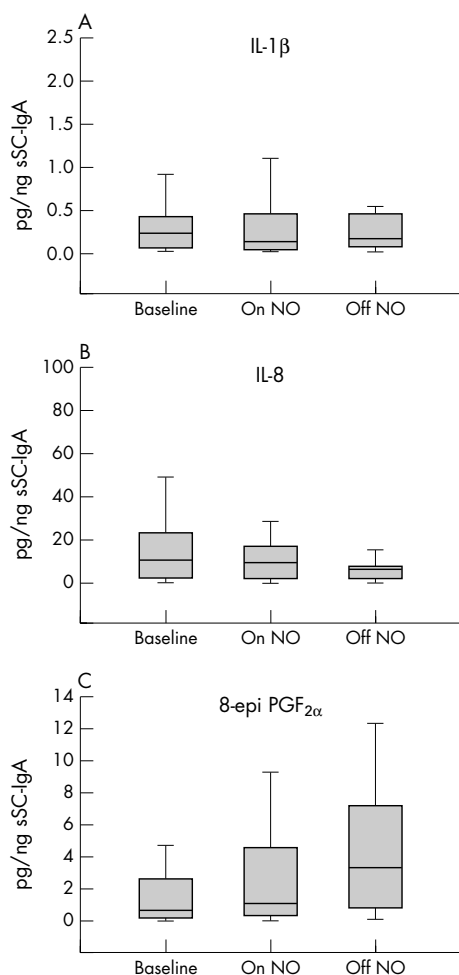 A
IL-1β
2.5
2.0
1.5
1.0
0.5
0.0
pg/ng sSC-IgA
Baseline On NO Off NO
B
IL-8
100
80
60
40
20
0
pg/ng sSC-IgA
Baseline On NO Off NO
C
8-epi PGF2α
14
12
10
8
6
4
2
0
pg/ng sSC-IgA
Baseline On NO Off NO